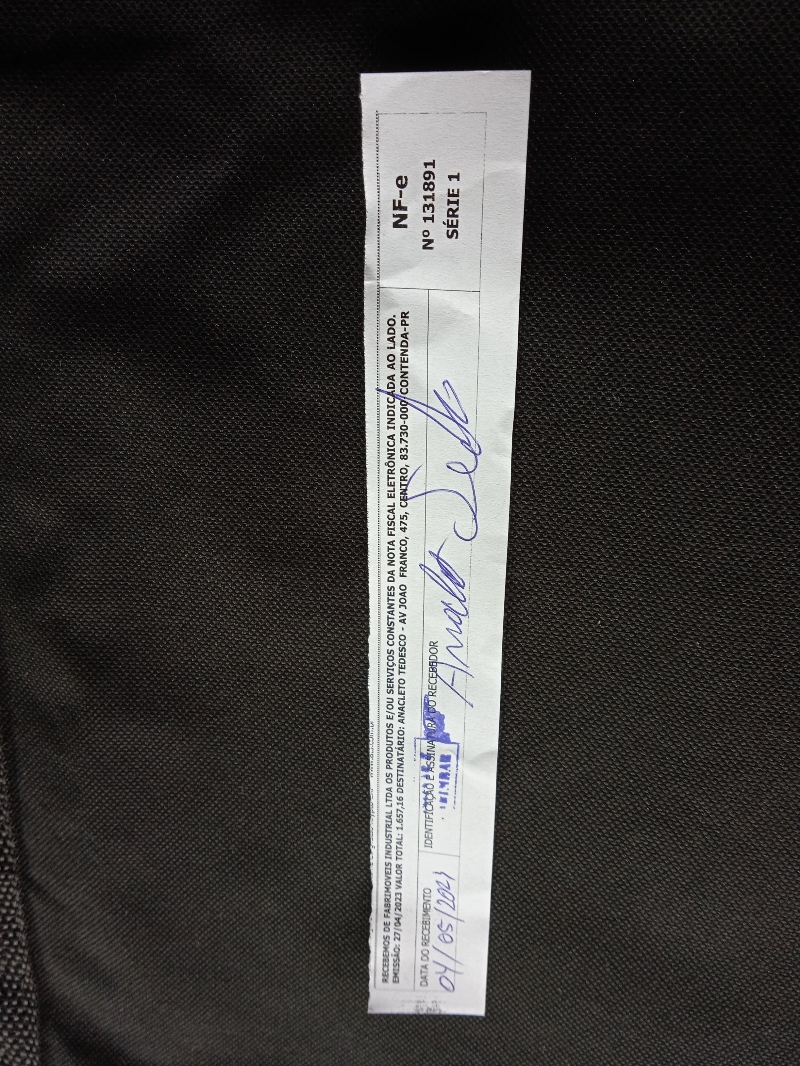 RECEBEMOS DE FABRIMOVEIS INDUSTRIAL LTDA OS PRODUTOS E/OU SERVIÇOS CONSTANTES DA NOTA FISCAL ELETRÔNICA INDICADA AO LADO.
EMISSÃO: 27/04/2023 VALOR TOTAL: 1.657,16 DESTINATÁRIO: ANACLETO TEDESCO - AV JOAO FRANCO, 475, CENTRO, 83.730-000 CONTENDA-PR
DATA DO RECEBIMENTO
04/05/2023
IDENTIFICAÇÃO E ASSINATURA DO RECEBEDOR
NF-e
Nº 131891
SÉRIE 1